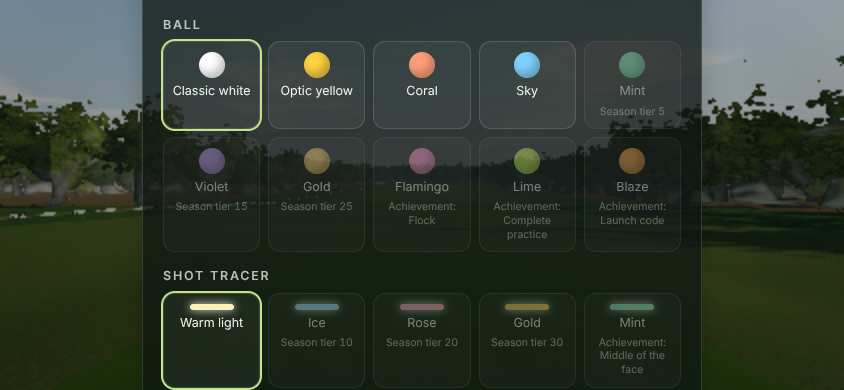 BALL
Classic white
Optic yellow
Coral
Sky
Mint
Season tier 5
Violet
Season tier 15
Gold
Season tier 25
Flamingo
Achievement:
Flock
Lime
Achievement:
Complete
practice
Blaze
Achievement:
Launch code
SHOT TRACER
Warm light
Ice
Season tier 10
Rose
Season tier 20
Gold
Season tier 30
Mint
Achievement:
Middle of the
face